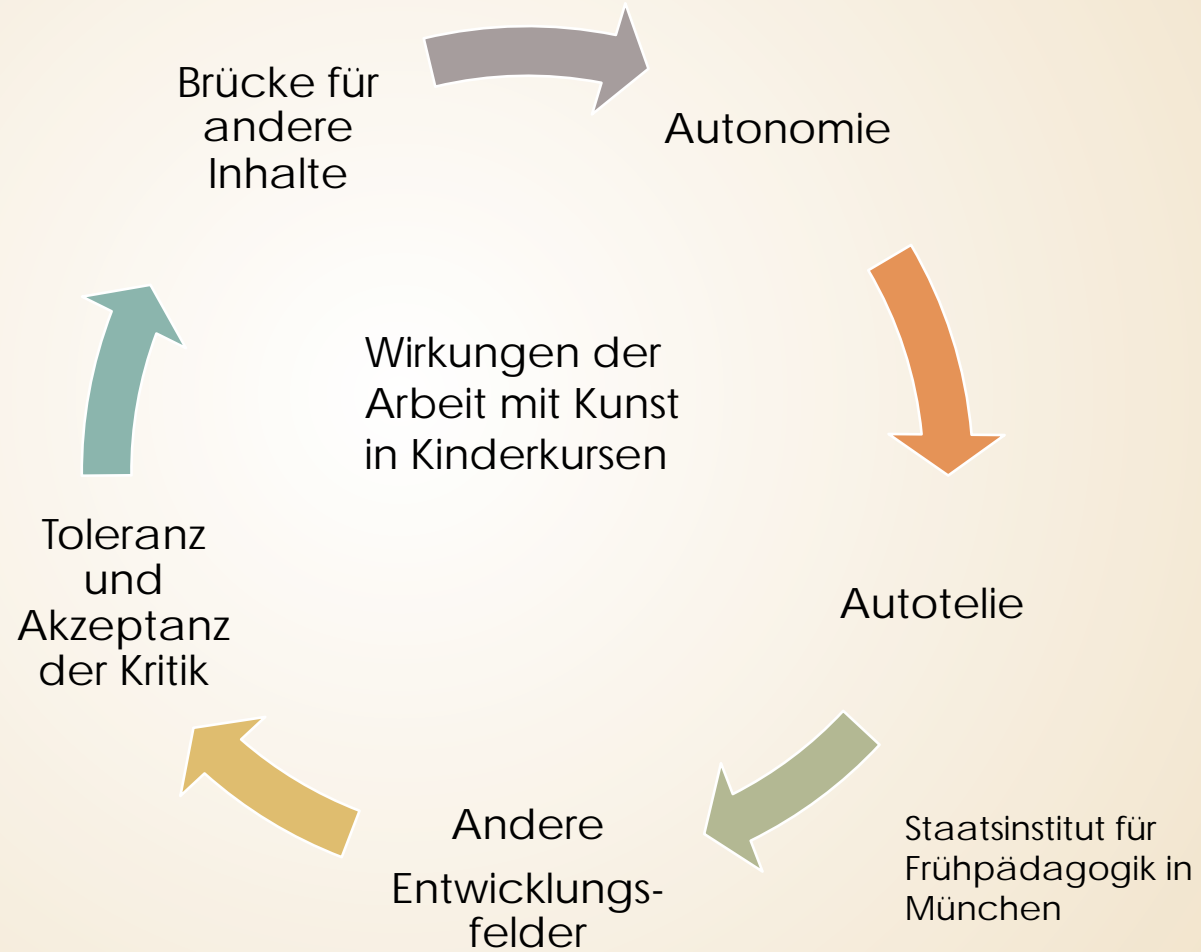 Brücke für
andere
Inhalte
Autonomie
Wirkungen der
Arbeit mit Kunst
in Kinderkursen
Toleranz
und
Akzeptanz
der Kritik
Autotelie
Andere
Entwicklungs-
felder
Staatsinstitut für
Frühpädagogik in
München